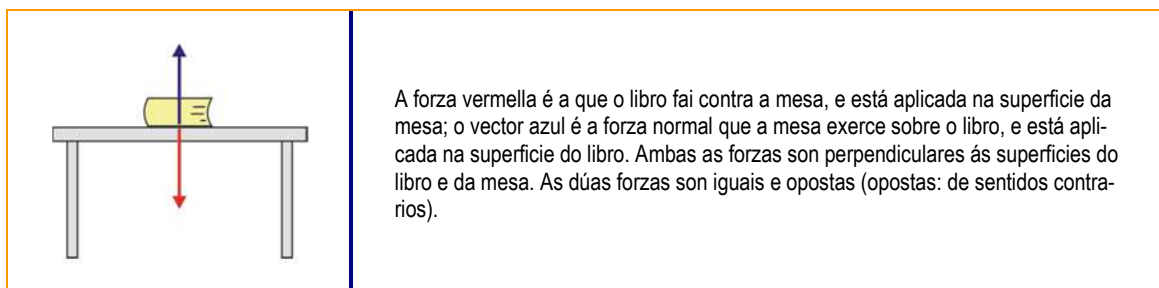 A forza vermella é a que o libro fai contra a mesa, e está aplicada na superficie da
mesa; o vector azul é a forza normal que a mesa exerce sobre o libro, e está apli-
cada na superficie do libro. Ambas as forzas son perpendiculares ás superficies do
libro e da mesa. As dúas forzas son iguais e opostas (opostas: de sentidos contra-
rios).